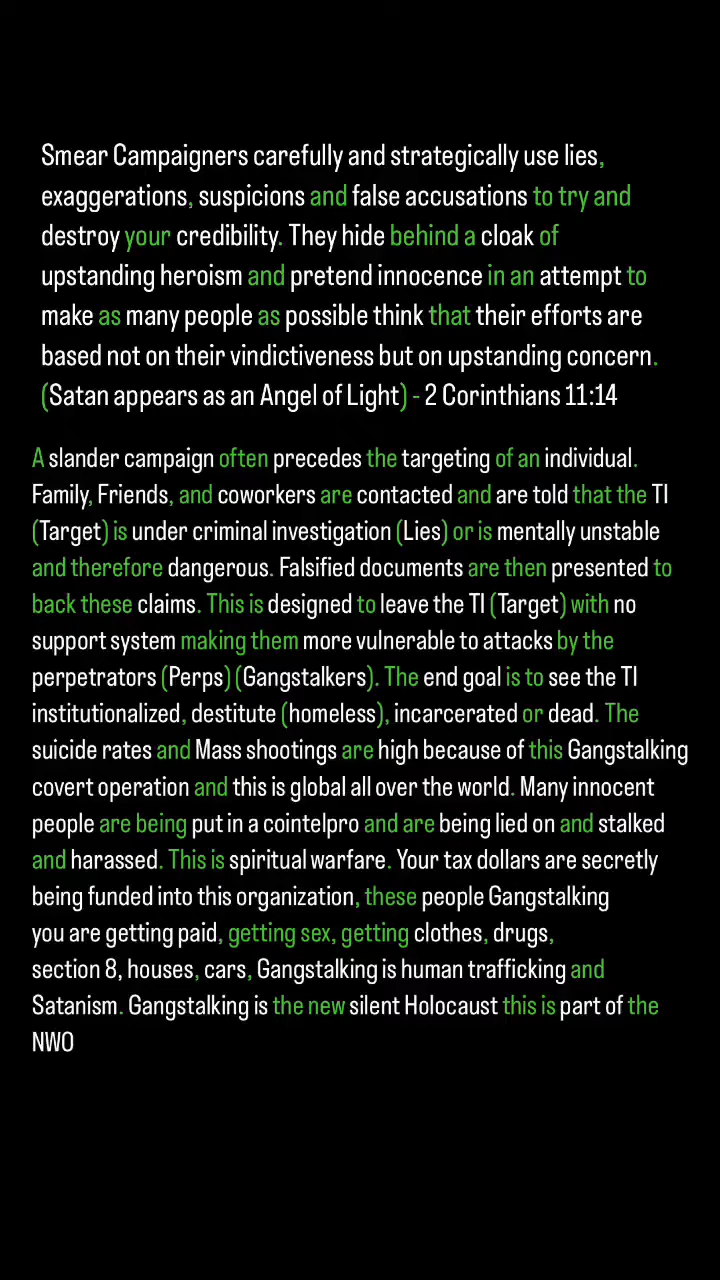 Smear Campaigners carefully and strategically use lies,
exaggerations, suspicions and false accusations to try and
destroy your credibility. They hide behind a cloak of
upstanding heroism and pretend innocence in an attempt to
make as many people as possible think that their efforts are
based not on their vindictiveness but on upstanding concern.
(Satan appears as an Angel of Light) - 2 Corinthians 11:14
A slander campaign often precedes the targeting of an individual.
Family, Friends, and coworkers are contacted and are told that the TI
(Target) is under criminal investigation (Lies) or is mentally unstable
and therefore dangerous. Falsified documents are then presented to
back these claims. This is designed to leave the TI (Target) with no
support system making them more vulnerable to attacks by the
perpetrators (Perps) (Gangstalkers). The end goal is to see the TI
institutionalized, destitute (homeless), incarcerated or dead. The
suicide rates and Mass shootings are high because of this Gangstalking
covert operation and this is global all over the world. Many innocent
people are being put in a cointelpro and are being lied on and stalked
and harassed. This is spiritual warfare. Your tax dollars are secretly
being funded into this organization, these people Gangstalking
you are getting paid, getting sex, getting clothes, drugs,
section 8, houses, cars, Gangstalking is human trafficking and
Satanism. Gangstalking is the new silent Holocaust this is part of the
NWO